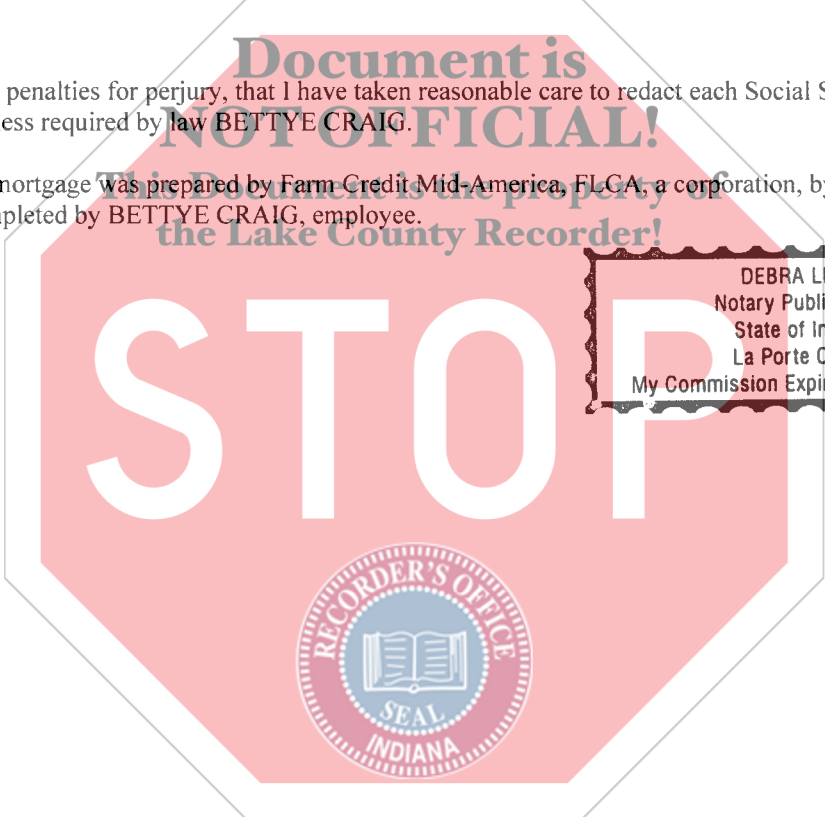 Document is
penalties for perjury, that I have taken reasonable care to redact each Social S
ess required by law BETTYE CRAIG.
NOT OFFICIAL!
mortgage was prepared by Farm Credit Mid-America, FLCA, a corporation, by
This Document is the property of
pleted by BETTYE CRAIG, employee.
the Lake County Recorder!
DEBRA L
Notary Publi
State of In
La Porte C
My Commission Expir
STOP
RECORDER'S OFFICE
SEAL
INDIANA